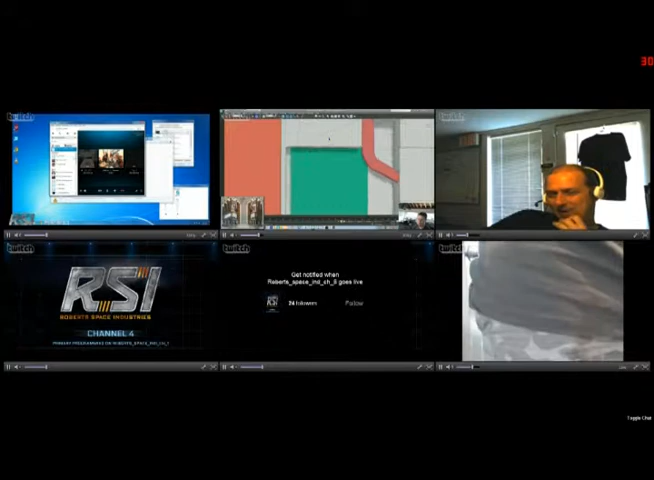 30
twitch
twitch
twitch
twitch
twitch
twitch
RSI
ROBERTS SPACE INDUSTRIES
CHANNEL 4
Get notified when
Roberts_space_ind_ch_5 goes live
RSI
24 followers
Follow
Toggle Chat